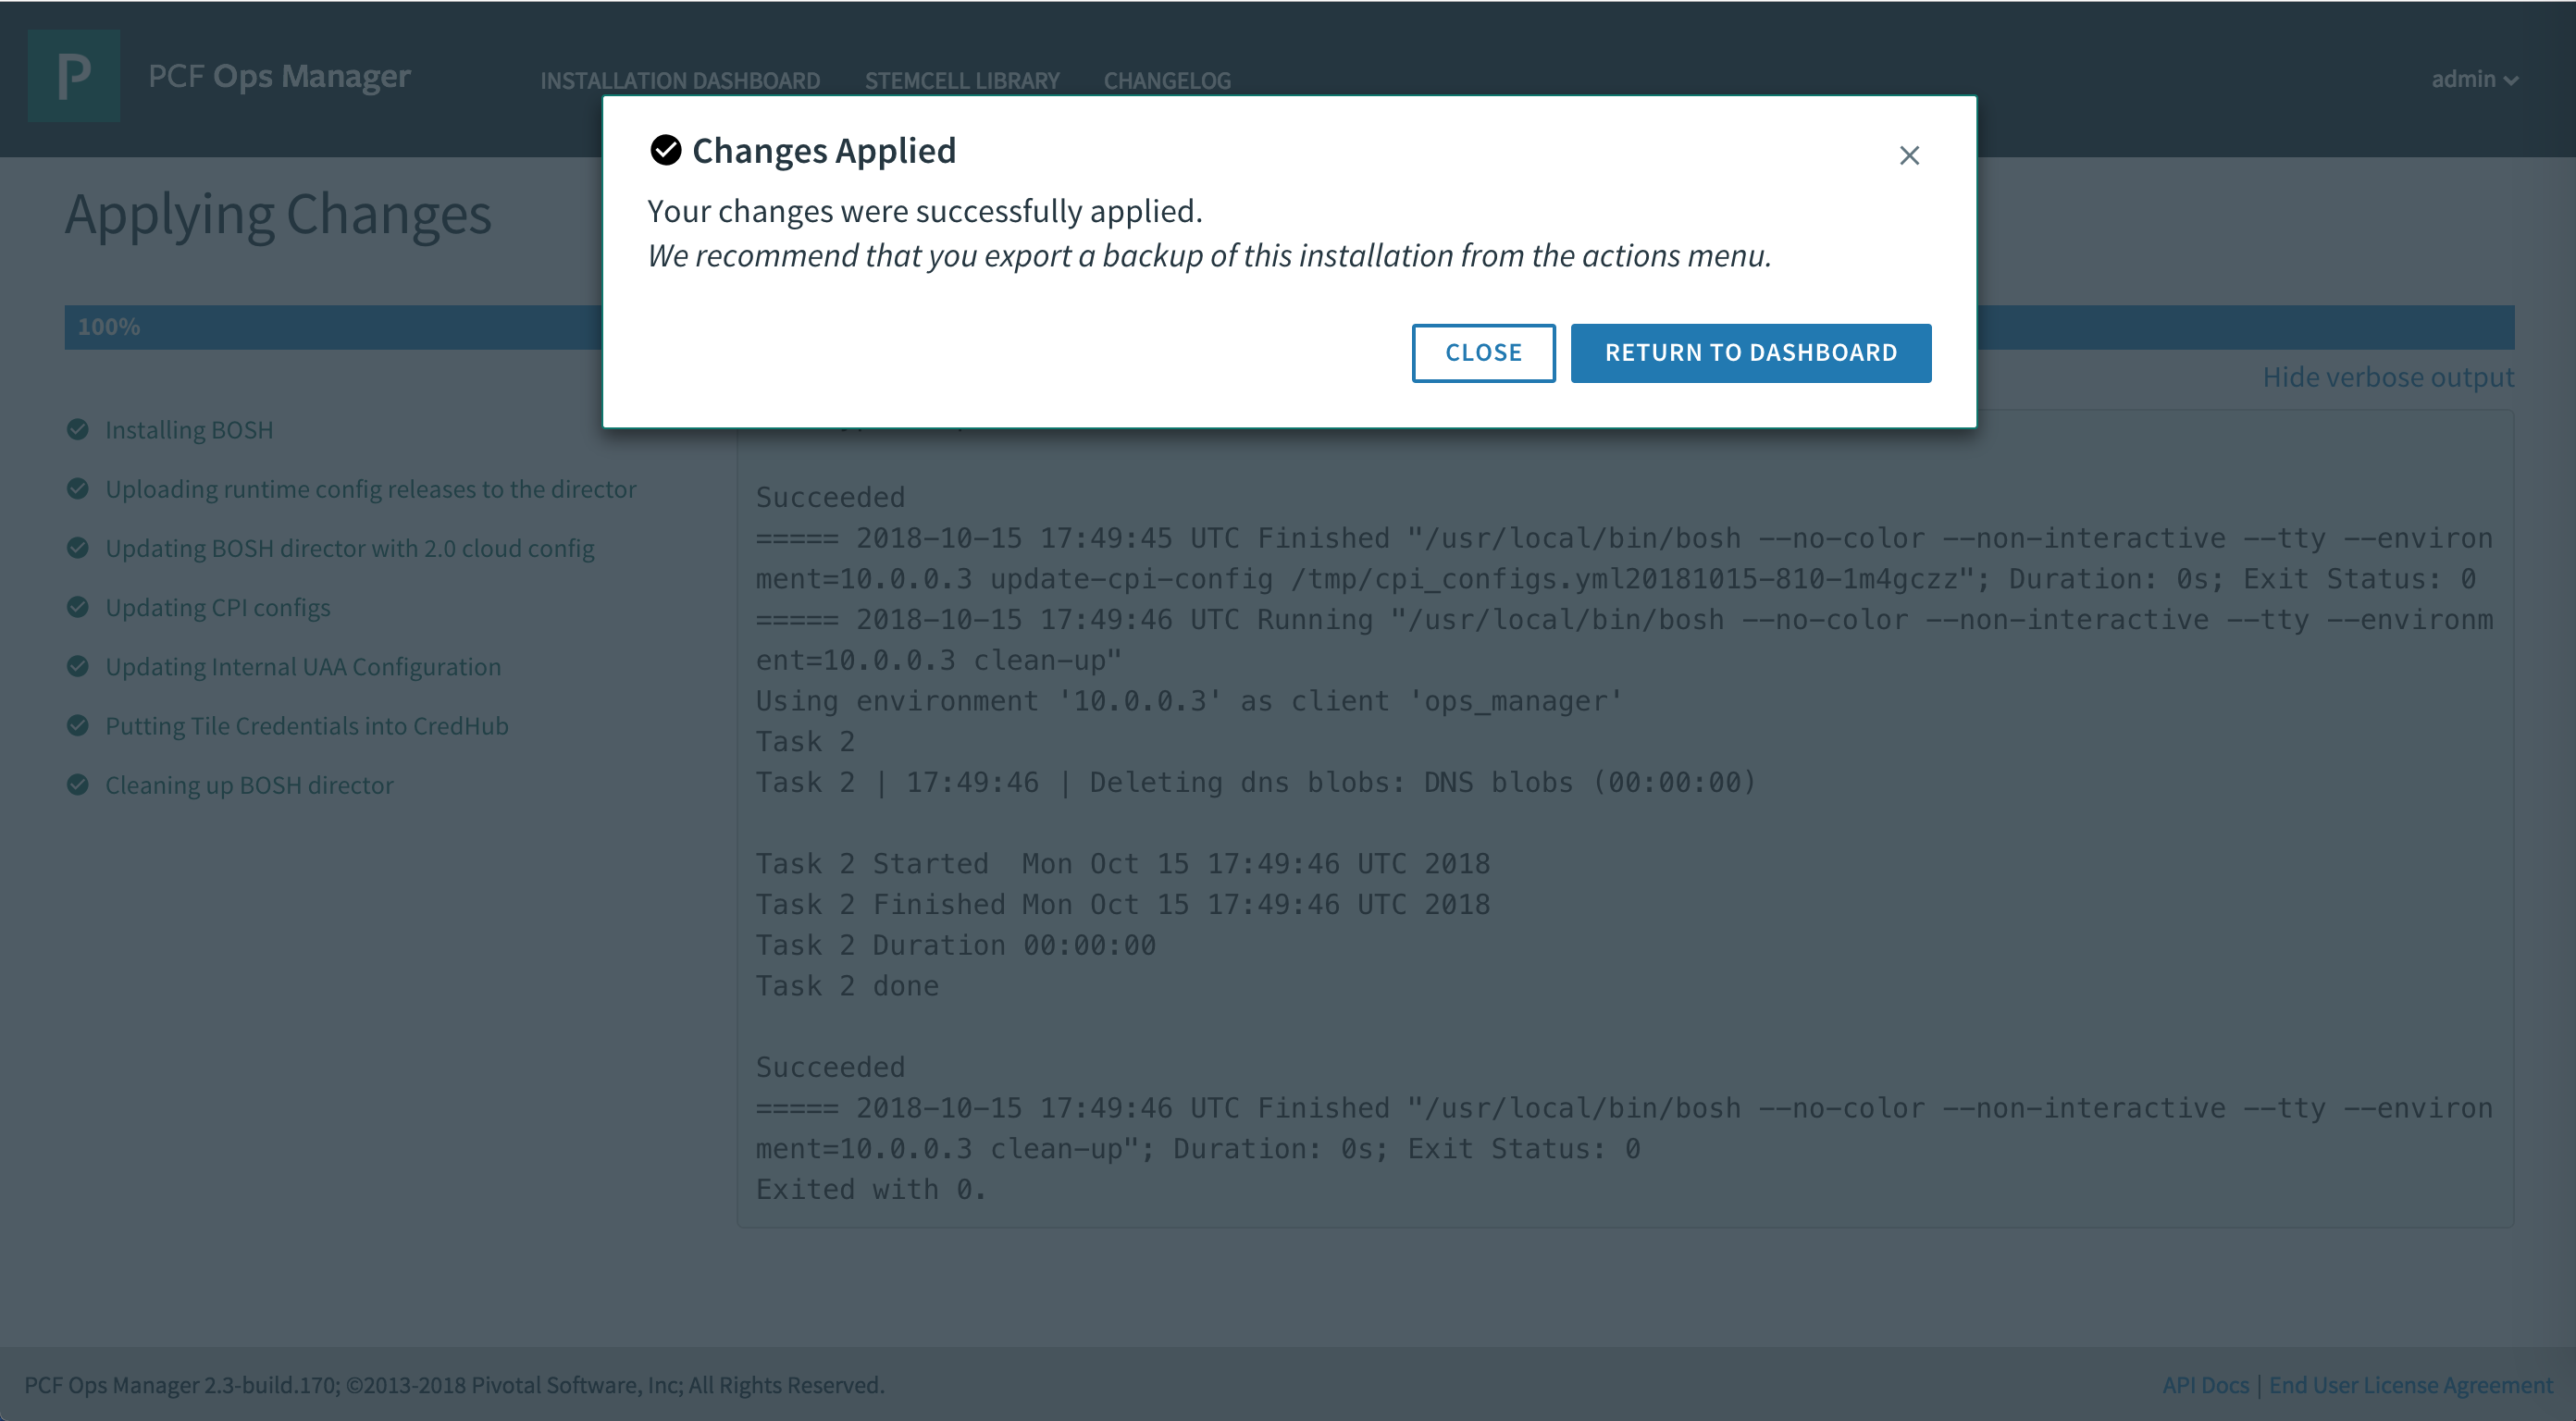 P
PCF Ops Manager
INSTALLATION DASHBOARD
STEMCELL LIBRARY
CHANGELOG
admin
Changes Applied
Your changes were successfully applied.
We recommend that you export a backup of this installation from the actions menu.
CLOSE
RETURN TO DASHBOARD
Applying Changes
100%
Hide verbose output
Installing BOSH
Uploading runtime config releases to the director
Updating BOSH director with 2.0 cloud config
Updating CPI configs
Updating Internal UAA Configuration
Putting Tile Credentials into CredHub
Cleaning up BOSH director
Succeeded
===== 2018-10-15 17:49:45 UTC Finished "/usr/local/bin/bosh --no-color --non-interactive --tty --environ
ment=10.0.0.3 update-cpi-config /tmp/cpi_configs.yml20181015-810-1m4gczz"; Duration: 0s; Exit Status: 0
===== 2018-10-15 17:49:46 UTC Running "/usr/local/bin/bosh --no-color --non-interactive --tty --environm
ent=10.0.0.3 clean-up"
Using environment '10.0.0.3' as client 'ops_manager'
Task 2
Task 2 | 17:49:46 | Deleting dns blobs: DNS blobs (00:00:00)
Task 2 Started  Mon Oct 15 17:49:46 UTC 2018
Task 2 Finished Mon Oct 15 17:49:46 UTC 2018
Task 2 Duration 00:00:00
Task 2 done
Succeeded
===== 2018-10-15 17:49:46 UTC Finished "/usr/local/bin/bosh --no-color --non-interactive --tty --environ
ment=10.0.0.3 clean-up"; Duration: 0s; Exit Status: 0
Exited with 0.
PCF Ops Manager 2.3-build.170; ©2013-2018 Pivotal Software, Inc; All Rights Reserved.
API Docs | End User License Agreement